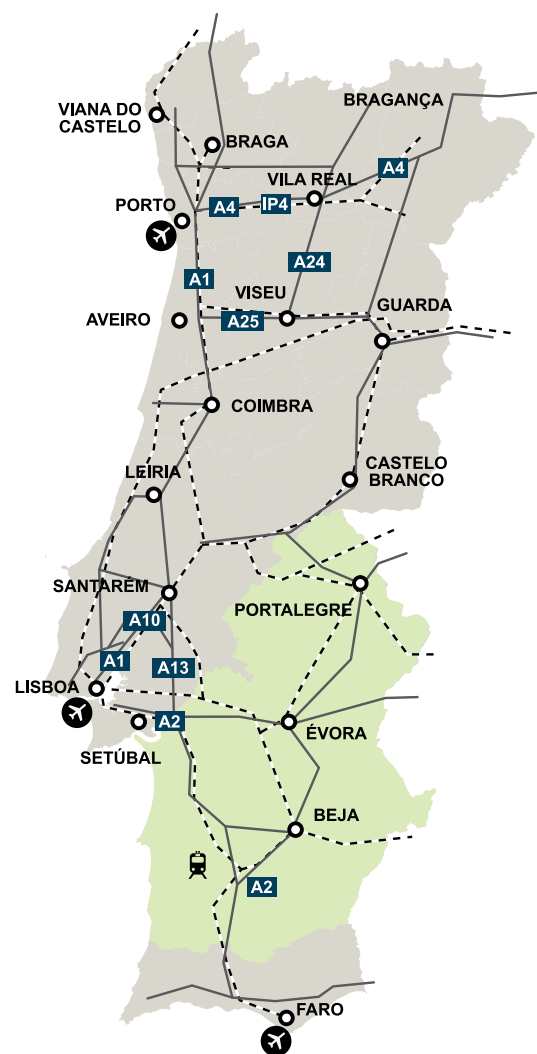 BRAGANÇA
VIANA DO
CASTELO
BRAGA
A4
VILA REAL
A4
IP4
PORTO
A24
A1
VISEU
GUARDA
AVEIRO
A25
COIMBRA
CASTELO
BRANCO
LEIRIA
SANTARÉM
PORTALEGRE
A10
A1
A13
LISBOA
A2
ÉVORA
SETÚBAL
BEJA
A2
FARO